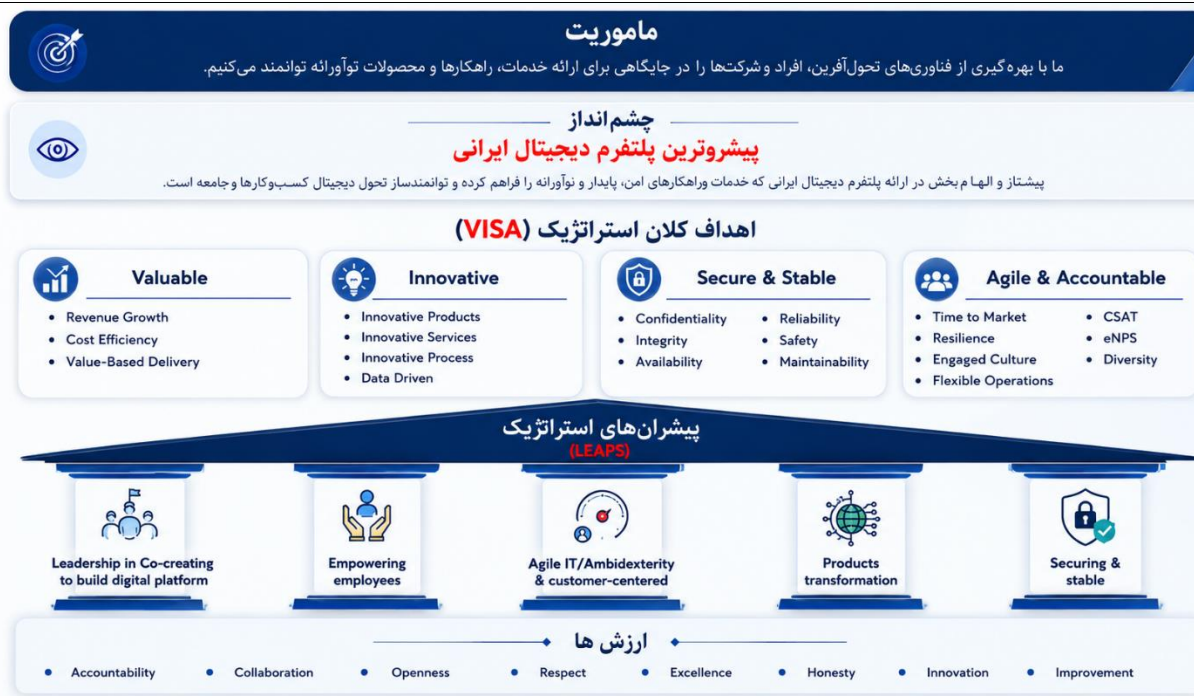 ماموریت
ما با بهره گیری از فناوری‌های تحول‌آفرین، افراد و شرکت‌ها را در جایگاهی برای ارائه خدمات، راهکارها و محصولات توآورائه توانمند می‌کنیم.
چشم‌انداز
پیشروترین پلتفرم دیجیتال ایرانی
پیشتاز و الهام‌بخش در ارائه پلتفرم دیجیتال ایرانی که خدمات وراهکارهای امن، پایدار و نوآورانه را فراهم کرده و توانمندساز تحول دیجیتال کسب‌وکارها و جامعه است.
اهداف کلان استراتژیک (VISA)
Valuable
• Revenue Growth
• Cost Efficiency
• Value-Based Delivery
Innovative
• Innovative Products
• Innovative Services
• Innovative Process
• Data Driven
Secure & Stable
• Confidentiality
• Integrity
• Availability
• Reliability
• Safety
• Maintainability
Agile & Accountable
• Time to Market
• Resilience
• Engaged Culture
• Flexible Operations
• CSAT
• eNPS
• Diversity
پیشران‌های استراتژیک
(LEAPS)
Leadership in Co-creating
to build digital platform
Empowering
employees
Agile IT/Ambidexterity
& customer-centered
Products
transformation
Securing &
stable
ارزش ها
• Accountability • Collaboration • Openness • Respect • Excellence • Honesty • Innovation • Improvement